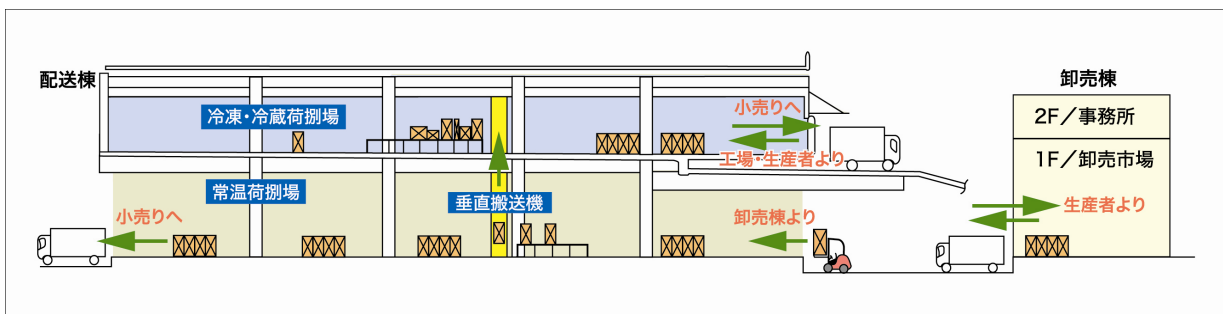 配送棟
冷凍・冷蔵荷捌場
小売りへ
工場・生産者より
常温荷捌場
垂直搬送機
小売りへ
卸売棟より
卸売棟
2F／事務所
1F／卸売市場
生産者より